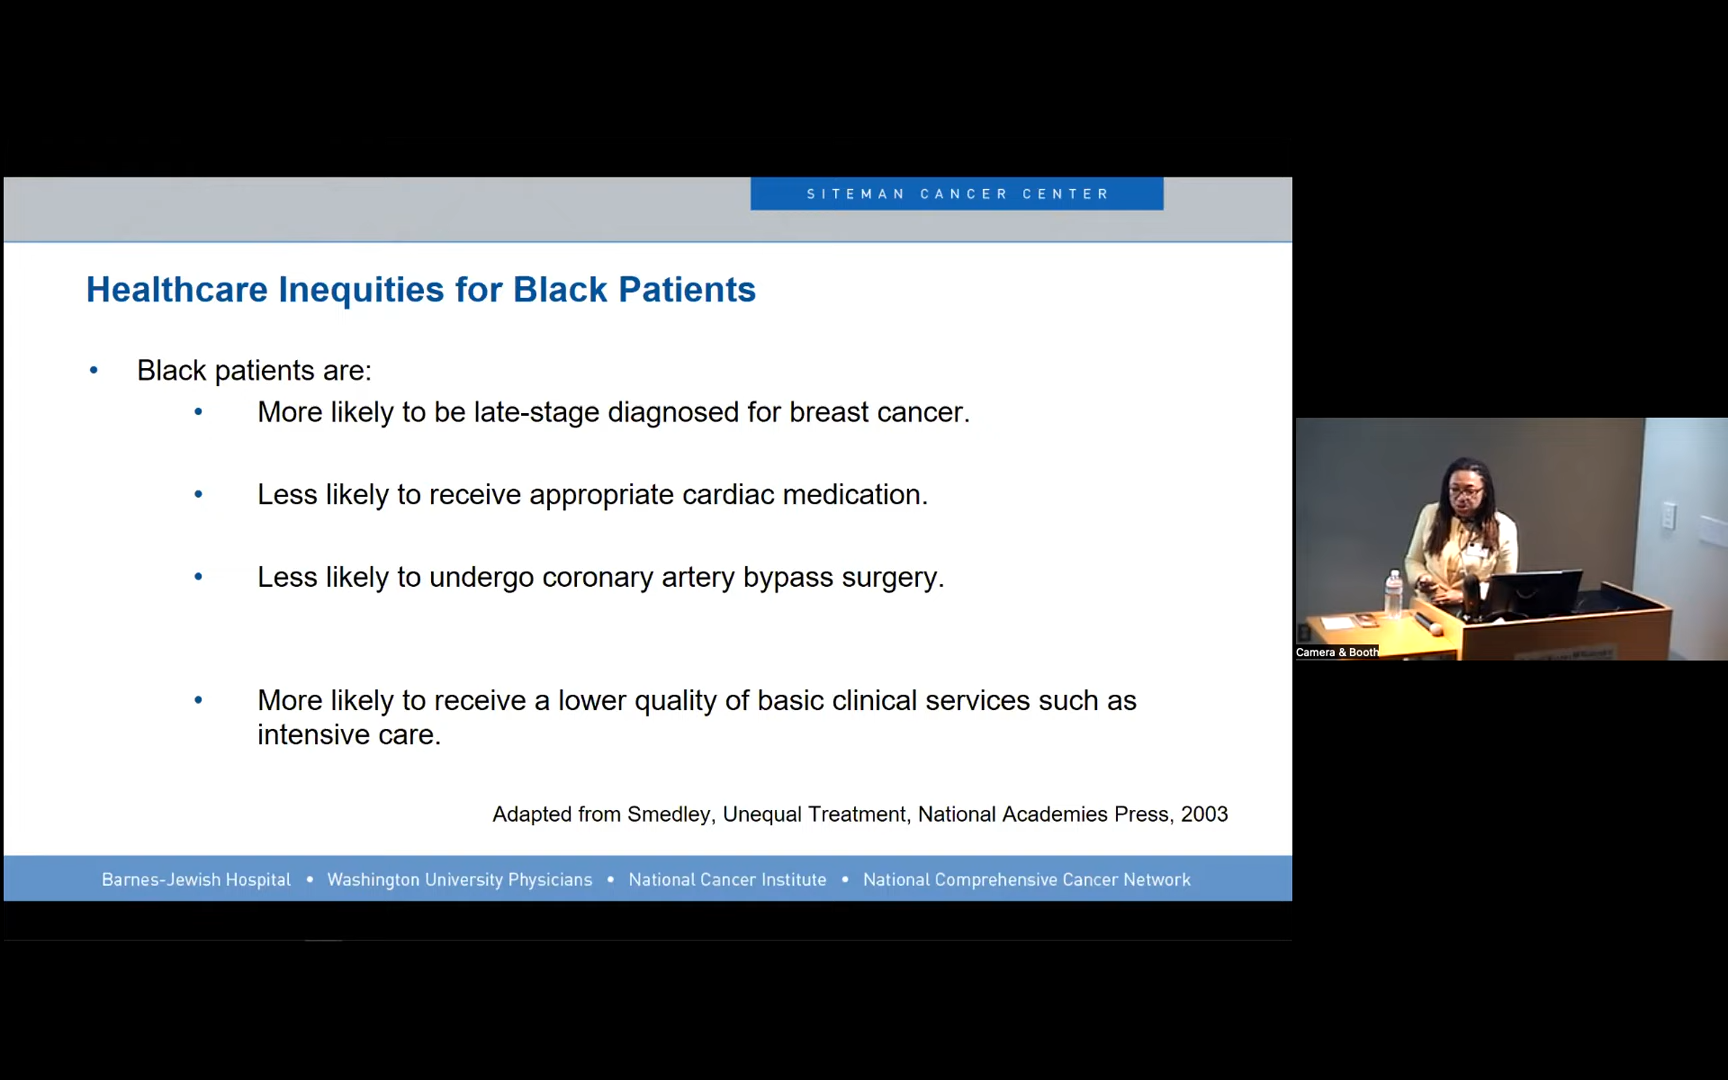 SITEMAN CANCER CENTER
Healthcare Inequities for Black Patients
• Black patients are:
• More likely to be late-stage diagnosed for breast cancer.
• Less likely to receive appropriate cardiac medication.
• Less likely to undergo coronary artery bypass surgery.
• More likely to receive a lower quality of basic clinical services such as
intensive care.
Adapted from Smedley, Unequal Treatment, National Academies Press, 2003
Barnes-Jewish Hospital • Washington University Physicians • National Cancer Institute • National Comprehensive Cancer Network
Camera & Booth